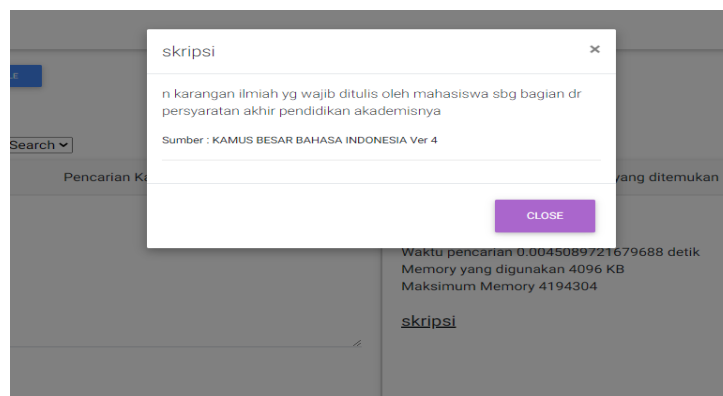 skripsi ×
n karangan ilmiah yg wajib ditulis oleh mahasiswa sbg bagian dr
persyaratan akhir pendidikan akademisnya
Sumber : KAMUS BESAR BAHASA INDONESIA Ver 4
CLOSE
LE
Search
Pencarian Ka
yang ditemukan
Waktu pencarian 0.0045089721679688 detik
Memory yang digunakan 4096 KB
Maksimum Memory 4194304
skripsi